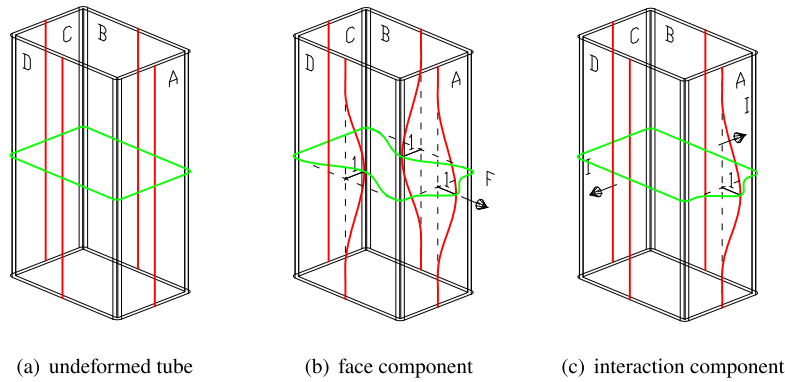 C B
D
A
C B
D
A
1
1
1
F
C B
D
A
I
I
1
(a) undeformed tube
(b) face component
(c) interaction component